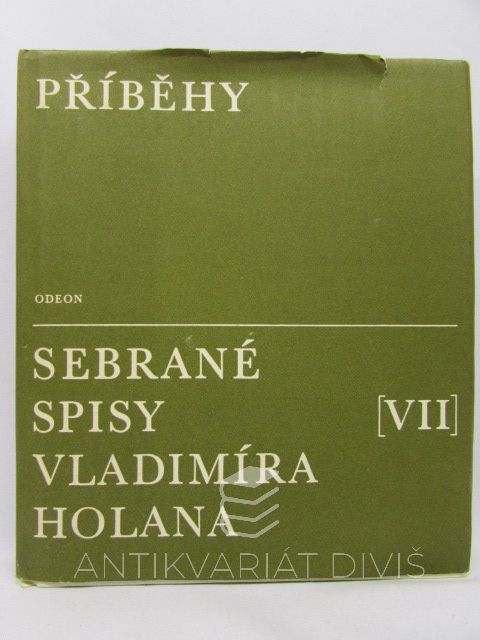 PŘÍBĚHY
ODEON
SEBRANÉ
SPISY [VII]
VLADIMÍRA
HOLANA
ANTIKVARIÁT DIVIŠ